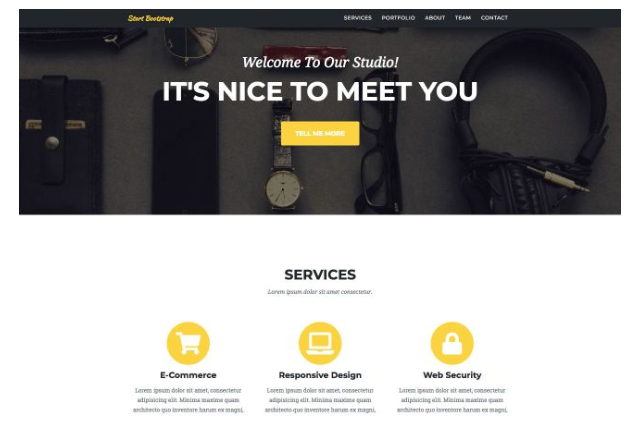 Start Bootstrap
SERVICES PORTFOLIO ABOUT TEAM CONTACT
Welcome To Our Studio!
IT'S NICE TO MEET YOU
TELL ME MORE
SERVICES
Lorem ipsum dolor sit amet consectetur.
E-Commerce
Lorem ipsum dolor sit amet, consectetur
adipisicing elit. Minima maxime quam
architecto quo inventore harum ex magni,
Responsive Design
Lorem ipsum dolor sit amet, consectetur
adipisicing elit. Minima maxime quam
architecto quo inventore harum ex magni,
Web Security
Lorem ipsum dolor sit amet, consectetur
adipisicing elit. Minima maxime quam
architecto quo inventore harum ex magni,